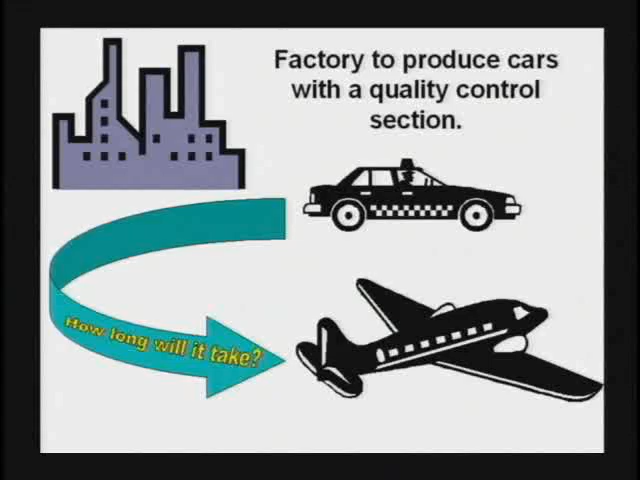 Factory to produce cars
with a quality control
section.
How long will it take?